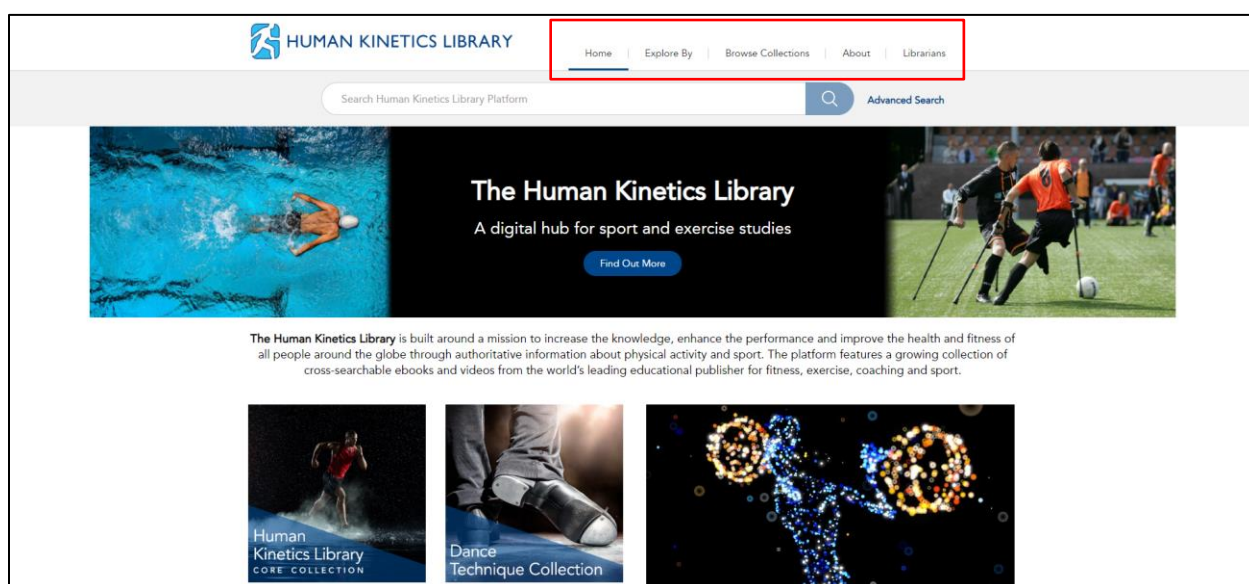 HUMAN KINETICS LIBRARY
Home
Explore By
Browse Collections
About
Librarians
Search Human Kinetics Library Platform
Advanced Search
The Human Kinetics Library
A digital hub for sport and exercise studies
Find Out More
6
The Human Kinetics Library is built around a mission to increase the knowledge, enhance the performance and improve the health and fitness of
all people around the globe through authoritative information about physical activity and sport. The platform features a growing collection of
cross-searchable ebooks and videos from the world's leading educational publisher for fitness, exercise, coaching and sport.
Human
Kinetics Library
CORE COLLECTION
Dance
Technique Collection